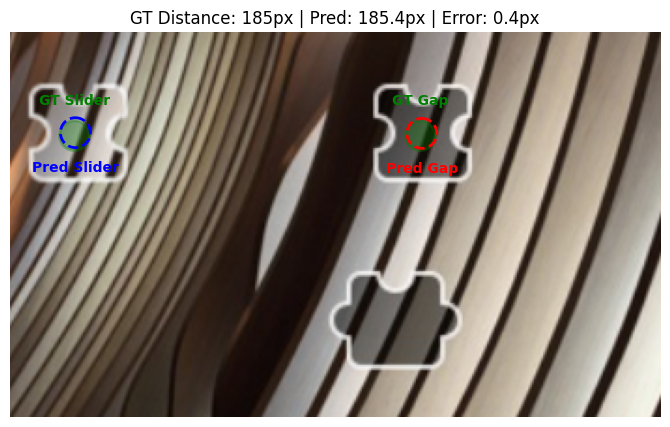 GT Distance: 185px | Pred: 185.4px | Error: 0.4px
GT Slider
GT Gap
Pred Slider
Pred Gap